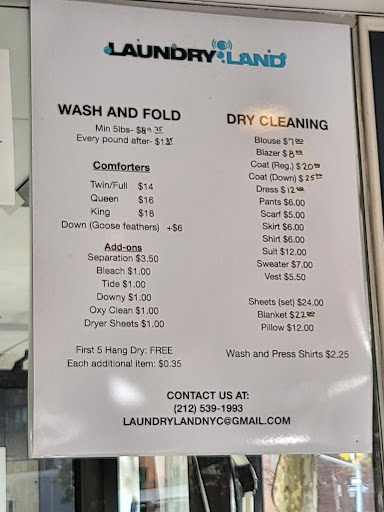 LAUNDRY LAND
WASH AND FOLD
Min 5lbs- $8.75
Every pound after- $1.35
Comforters
Twin/Full $14
Queen $16
King $18
Down (Goose feathers) +$6
Add-ons
Separation $3.50
Bleach $1.00
Tide $1.00
Downy $1.00
Oxy Clean $1.00
Dryer Sheets $1.00
First 5 Hang Dry: FREE
Each additional item: $0.35
DRY CLEANING
Blouse $7.00
Blazer $8.00
Coat (Reg.) $20.00
Coat (Down) $25.00
Dress $12.00
Pants $6.00
Scarf $5.00
Skirt $6.00
Shirt $6.00
Suit $12.00
Sweater $7.00
Vest $5.50
Sheets (set) $24.00
Blanket $22.00
Pillow $12.00
Wash and Press Shirts $2.25
CONTACT US AT:
(212) 539-1993
LAUNDRYLANDNYC@GMAIL.COM